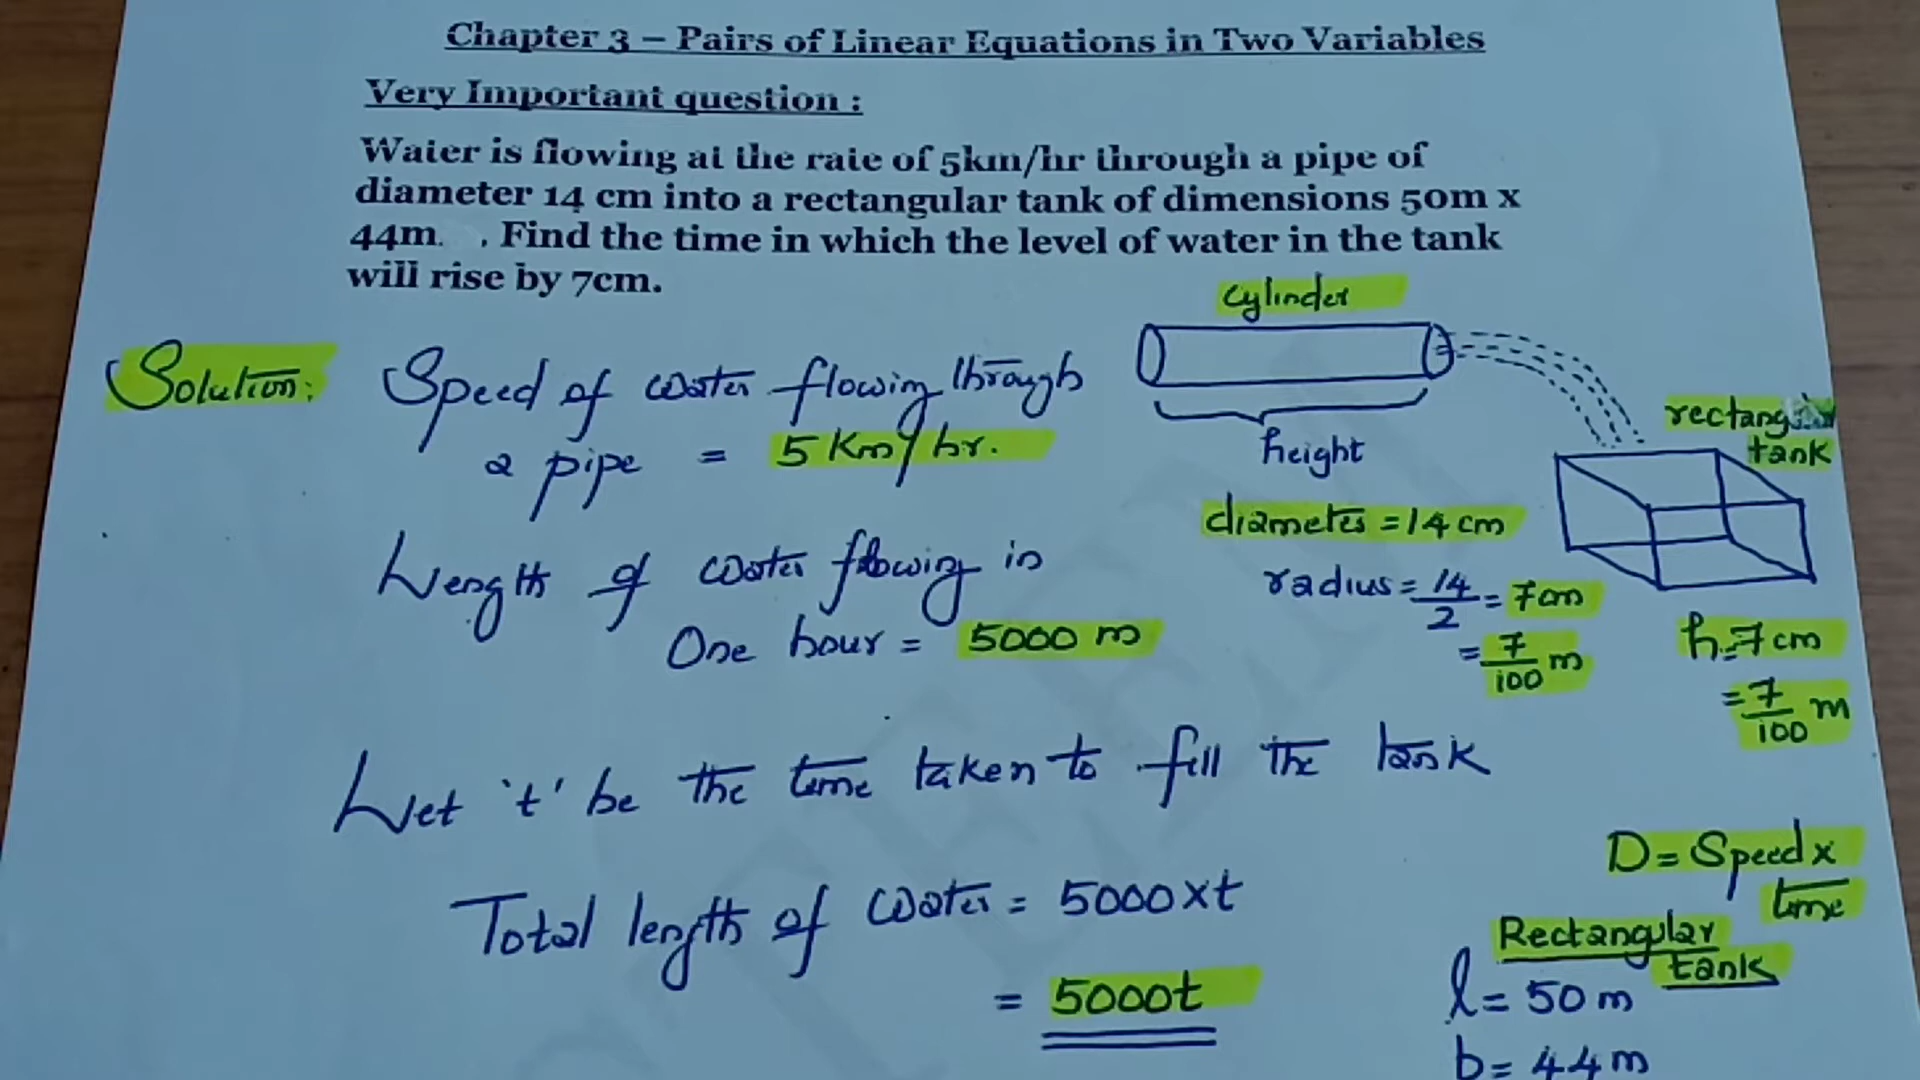 Chapter 3 – Pairs of Linear Equations in Two Variables
Very Important question :
Water is flowing at the rate of 5km/hr through a pipe of
diameter 14 cm into a rectangular tank of dimensions 50m x
44m. , Find the time in which the level of water in the tank
will rise by 7cm.
cylinder
Solution: Speed of water flowing through
a pipe = 5 Km/hr.
height
rectangular
tank
diameter = 14 cm
Length of water flowing in
One hour = 5000 m
radius = 14/2 = 7cm
= 7/100 m
h = 7 cm
= 7/100 m
Let 't' be the time taken to fill the tank
D = Speed x
time
Total length of water = 5000 x t
= 5000t
Rectangular
tank
l = 50 m
b = 44 m